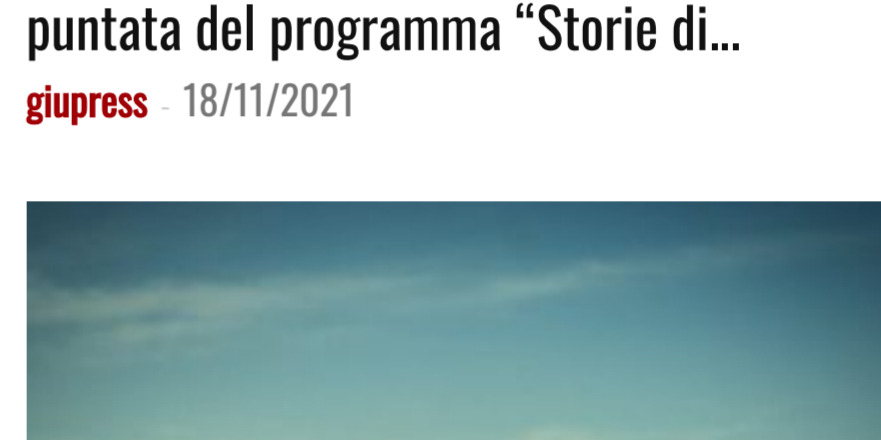 puntata del programma “Storie di...
giupress - 18/11/2021